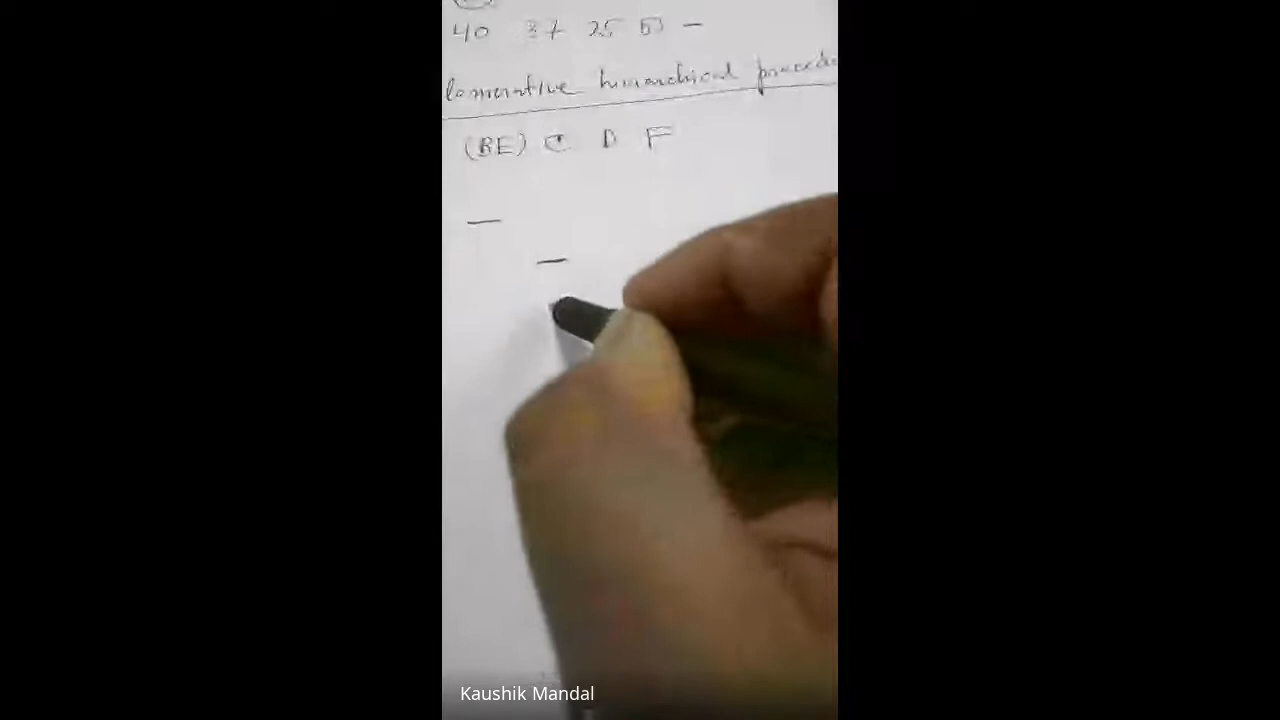 40 37 25 53 —
lomerative hierarchical procedu
(BE) C D F
—
—
Kaushik Mandal